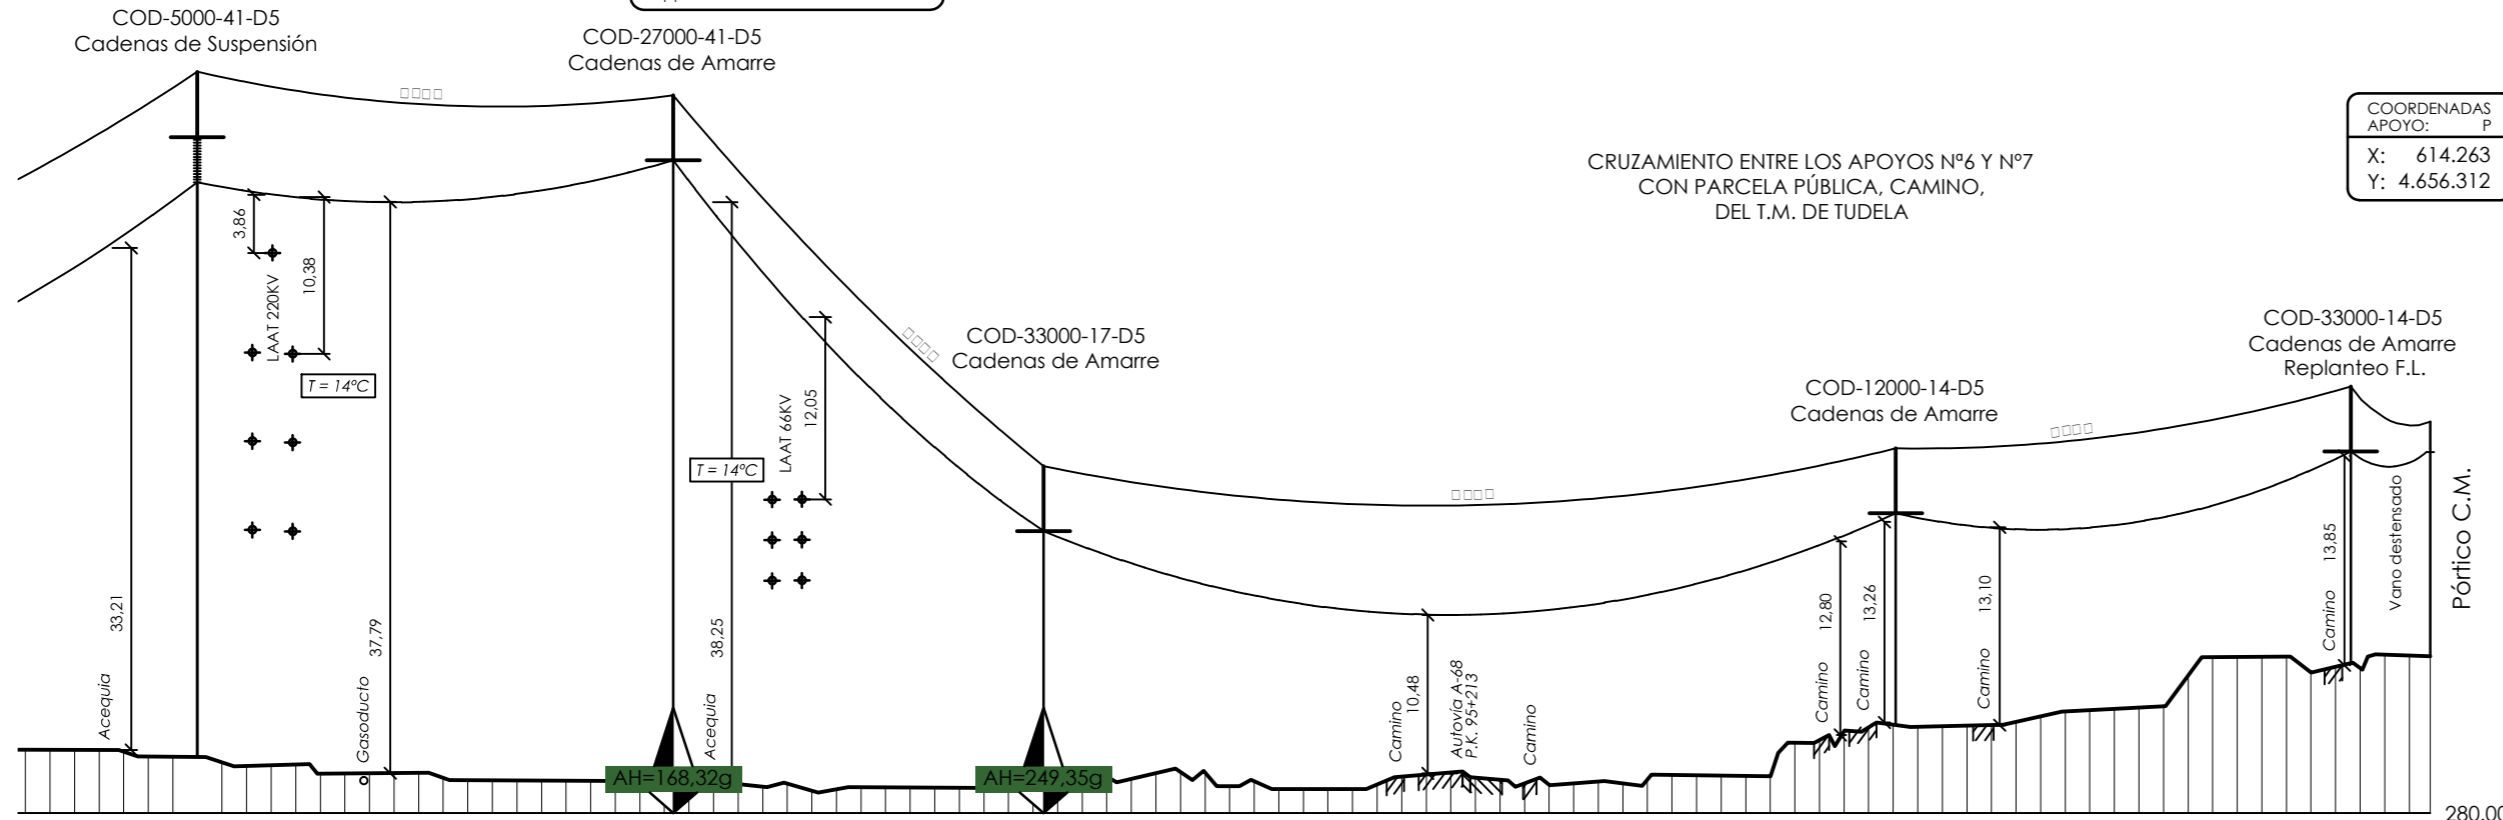 COD-5000-41-D5
Cadenas de Suspensión
COD-27000-41-D5
Cadenas de Amarre
COORDENADAS
APOYO: P
X: 614.263
Y: 4.656.312
CRUZAMIENTO ENTRE LOS APOYOS Nª6 Y Nº7
CON PARCELA PÚBLICA, CAMINO,
DEL T.M. DE TUDELA
COD-33000-17-D5
Cadenas de Amarre
COD-12000-14-D5
Cadenas de Amarre
COD-33000-14-D5
Cadenas de Amarre
Replanteo F.L.
33,21
Acequia
3,86
LAAT 220KV
10,38
T = 14ºC
37,79
Gasoducto
38,25
Acequia
T = 14ºC
LAAT 66KV
12,05
AH=168,32g
AH=249,35g
Camino
10,48
Autovía A-68
P.K. 95+213
Camino
12,80
Camino
13,26
Camino
13,10
Camino
13,85
Camino
Vano destensado
Pórtico C.M.
280,00